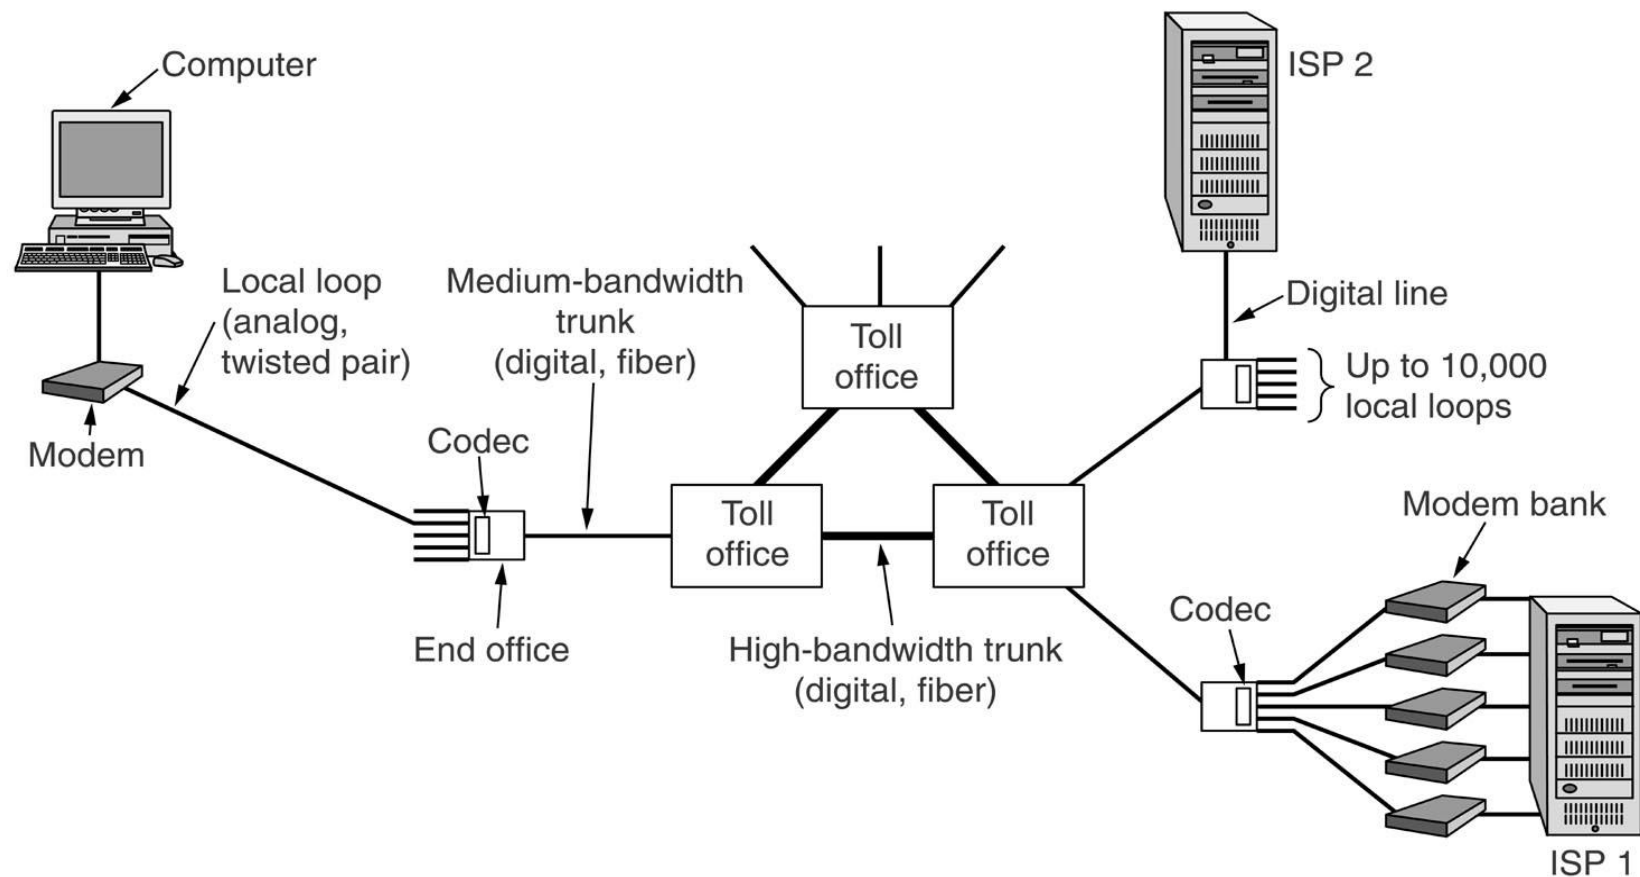 Computer
ISP 2
Local loop
(analog,
twisted pair)
Medium-bandwidth
trunk
(digital, fiber)
Digital line
Toll
office
Up to 10,000
local loops
Modem
Codec
Toll
office
Toll
office
Modem bank
End office
High-bandwidth trunk
(digital, fiber)
Codec
ISP 1